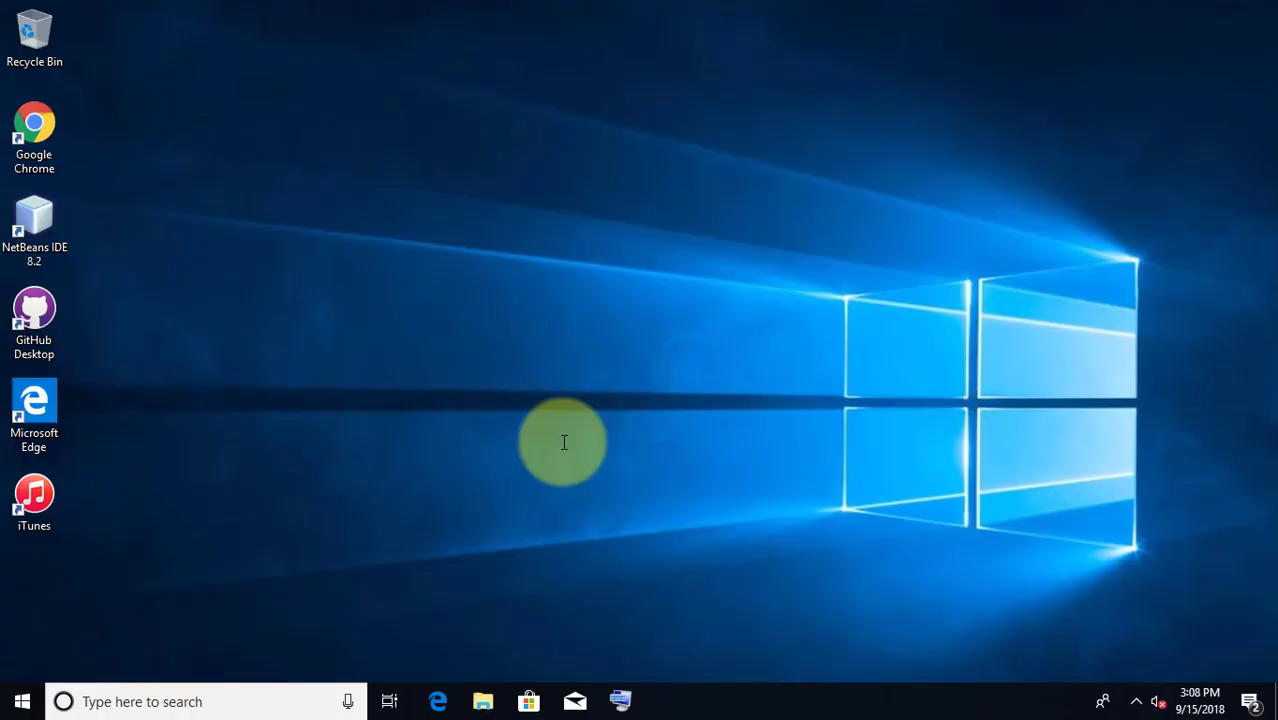 Recycle Bin
Google
Chrome
NetBeans IDE
8.2
GitHub
Desktop
Microsoft
Edge
iTunes
Type here to search
3:08 PM
9/15/2018
2